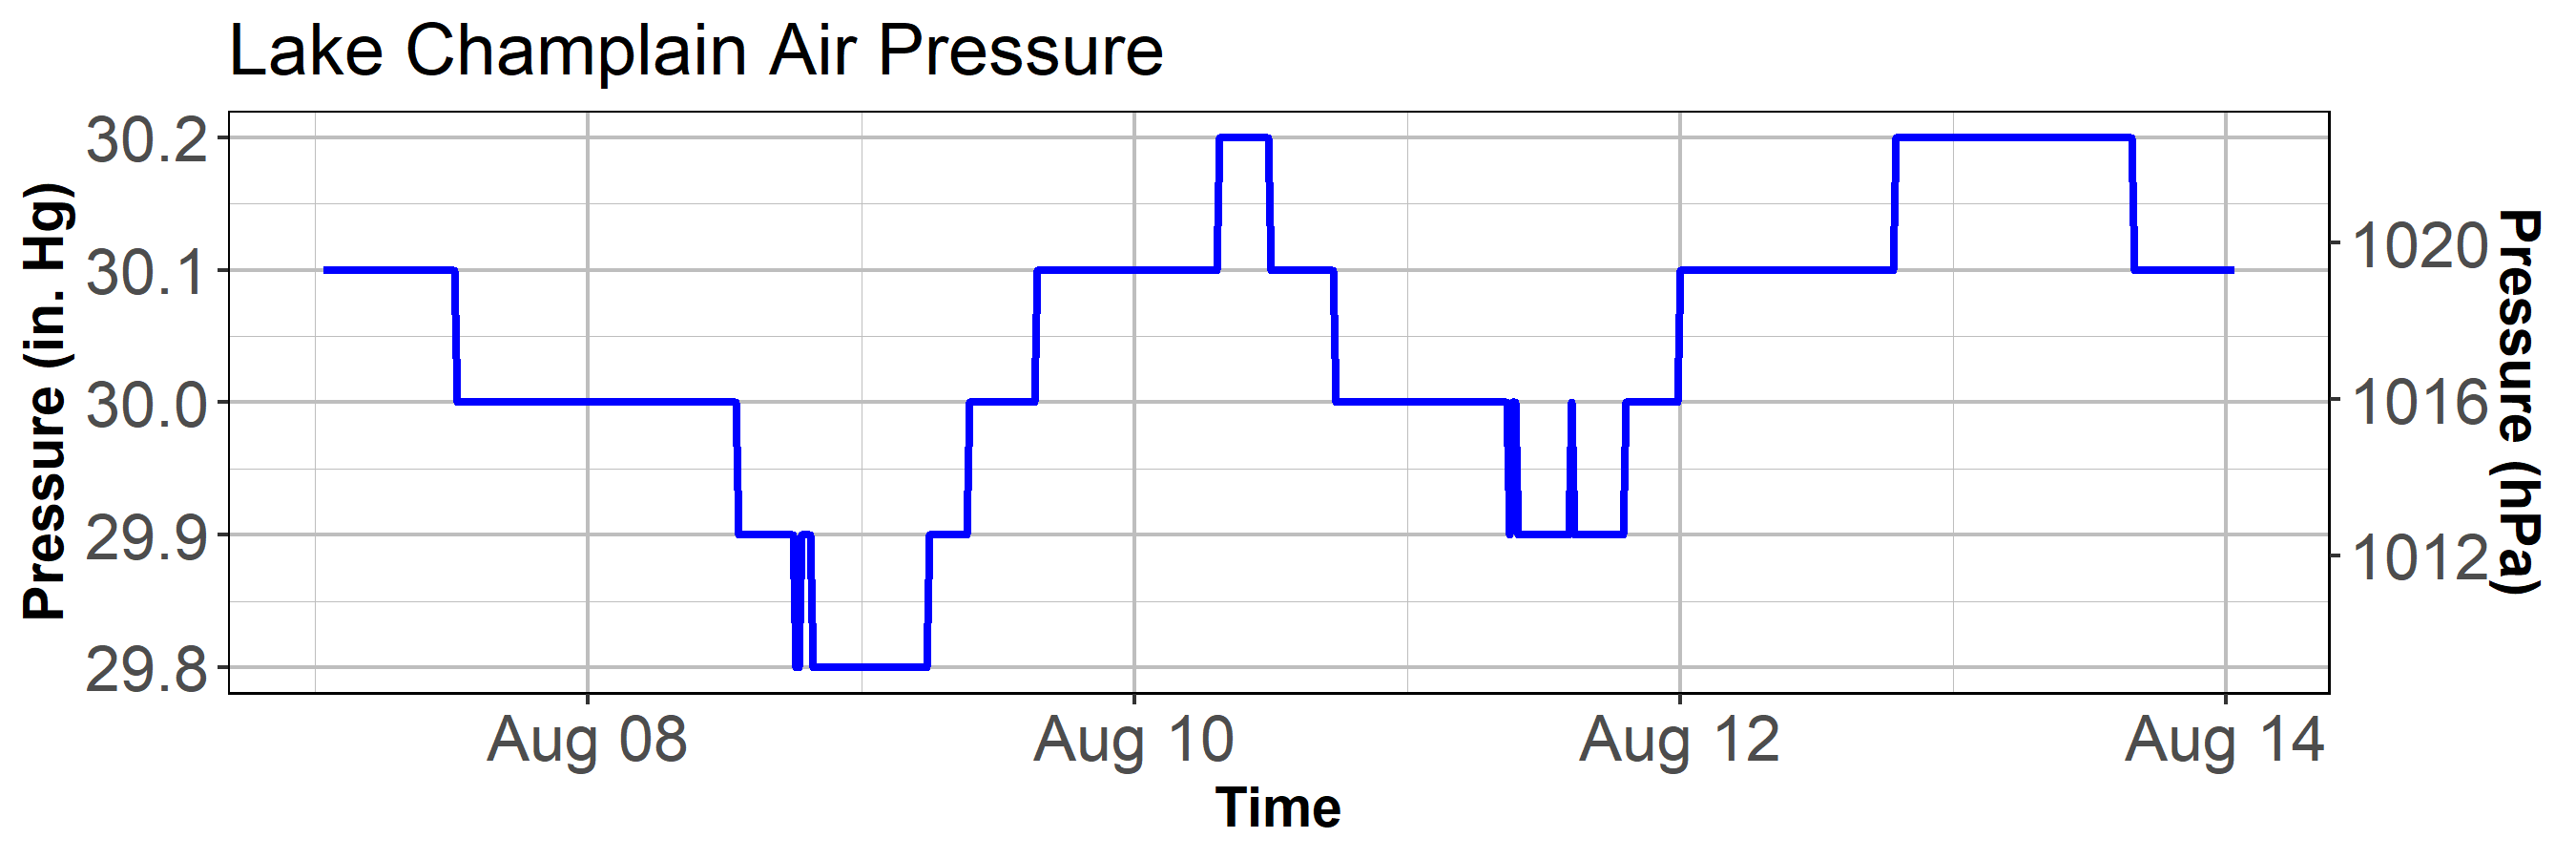 Lake Champlain Air Pressure
Pressure (in. Hg)
30.2
30.1
30.0
29.9
29.8
1020
1016
1012
Pressure (hPa)
Aug 08 Aug 10 Aug 12 Aug 14
Time